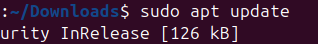 :~/Downloads$ sudo apt update
urity InRelease [126 kB]